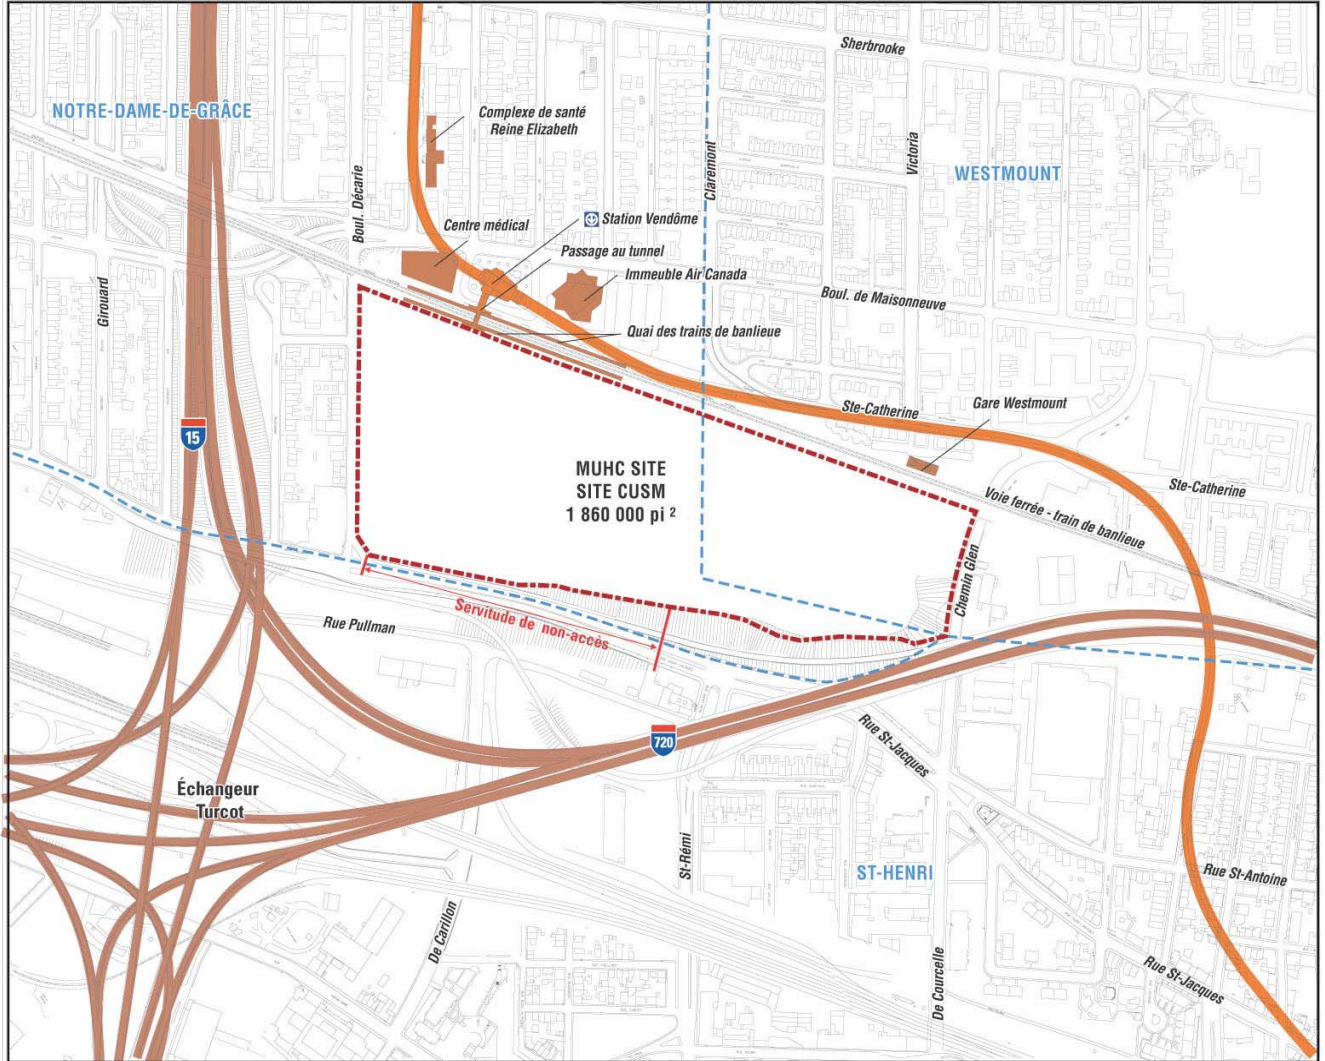 Sherbrooke
NOTRE-DAME-DE-GRÂCE
Complexe de santé
Reine Elizabeth
Boul. Décarie
Claremont
Victoria
WESTMOUNT
Centre médical
Station Vendôme
Passage au tunnel
Immeuble Air Canada
Girouard
Boul. de Maisonneuve
Quai des trains de banlieue
15
Ste-Catherine
Gare Westmount
MUHC SITE
SITE CUSM
1 860 000 pi ²
Ste-Catherine
Voie ferrée - train de banlieue
Chemin Glen
Servitude de non-accès
Rue Pullman
720
Rue St-Jacques
Échangeur
Turcot
St-Rémi
ST-HENRI
Rue St-Antoine
De Carillon
De Courcelle
Rue St-Jacques